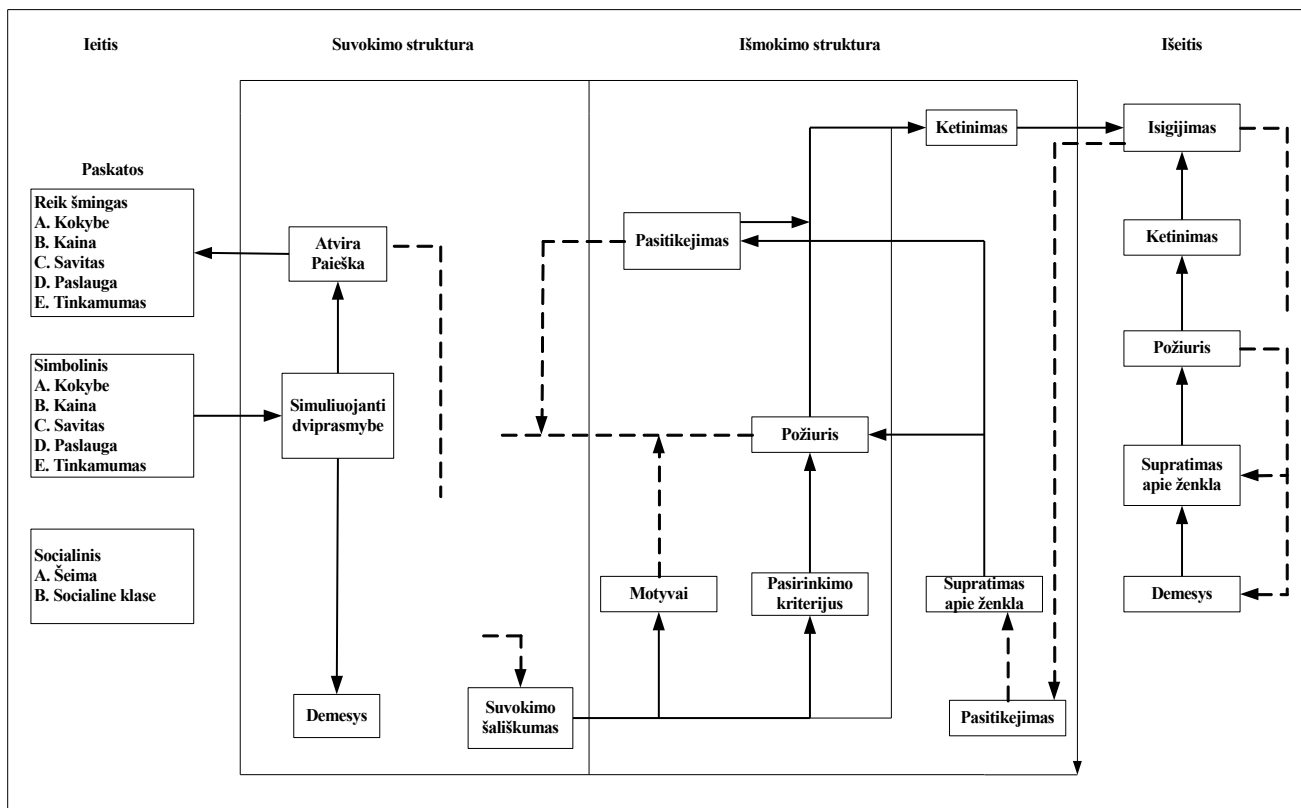 Ieitis
Suvokimo struktura
Išmokimo struktura
Išeitis
Paskatos
Reik šmingas
A. Kokybe
B. Kaina
C. Savitas
D. Paslauga
E. Tinkamumas
Simbolinis
A. Kokybe
B. Kaina
C. Savitas
D. Paslauga
E. Tinkamumas
Socialinis
A. Šeima
B. Socialine klase
Atvira
Paieška
Simuliuojanti
dviprasmybe
Demesys
Suvokimo
šališkumas
Pasitikejimas
Motyvai
Požiuris
Pasirinkimo
kriterijus
Ketinimas
Supratimas
apie ženkla
Pasitikejimas
Isigijimas
Ketinimas
Požiuris
Supratimas
apie ženkla
Demesys